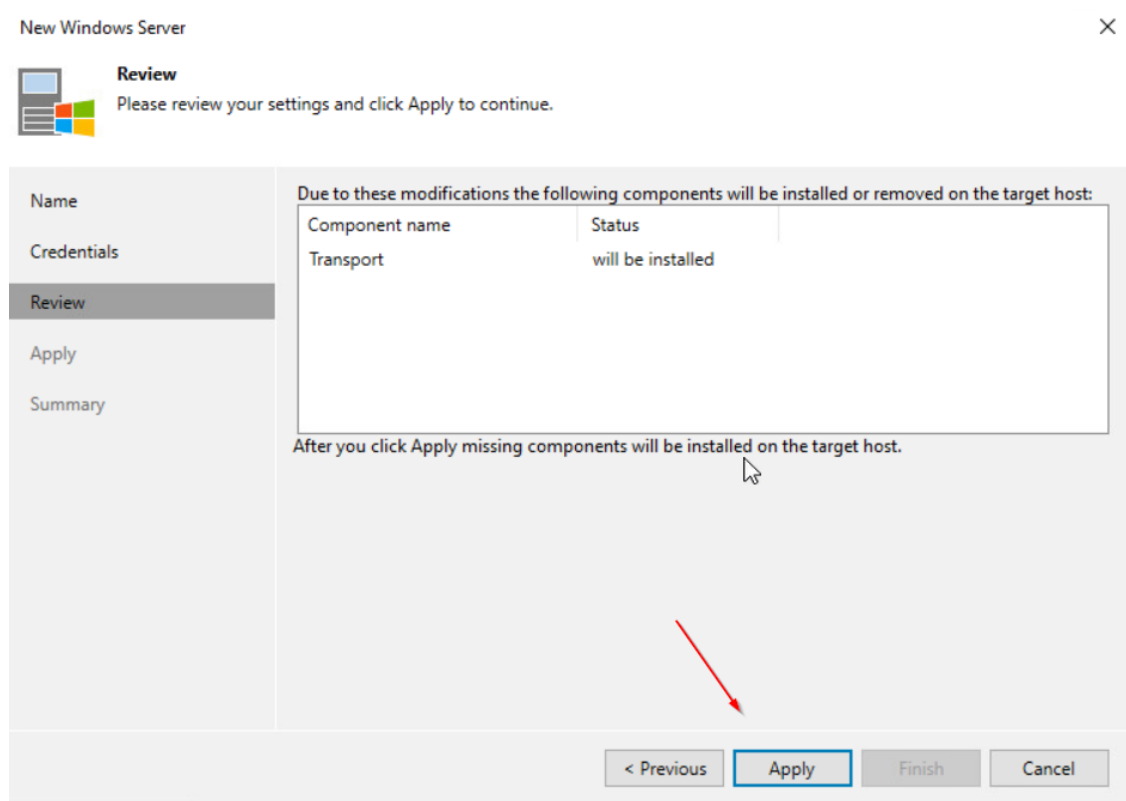 New Windows Server
Review
Please review your settings and click Apply to continue.
Name
Credentials
Review
Apply
Summary
Due to these modifications the following components will be installed or removed on the target host:
Component name Status
Transport will be installed
After you click Apply missing components will be installed on the target host.
< Previous Apply Finish Cancel